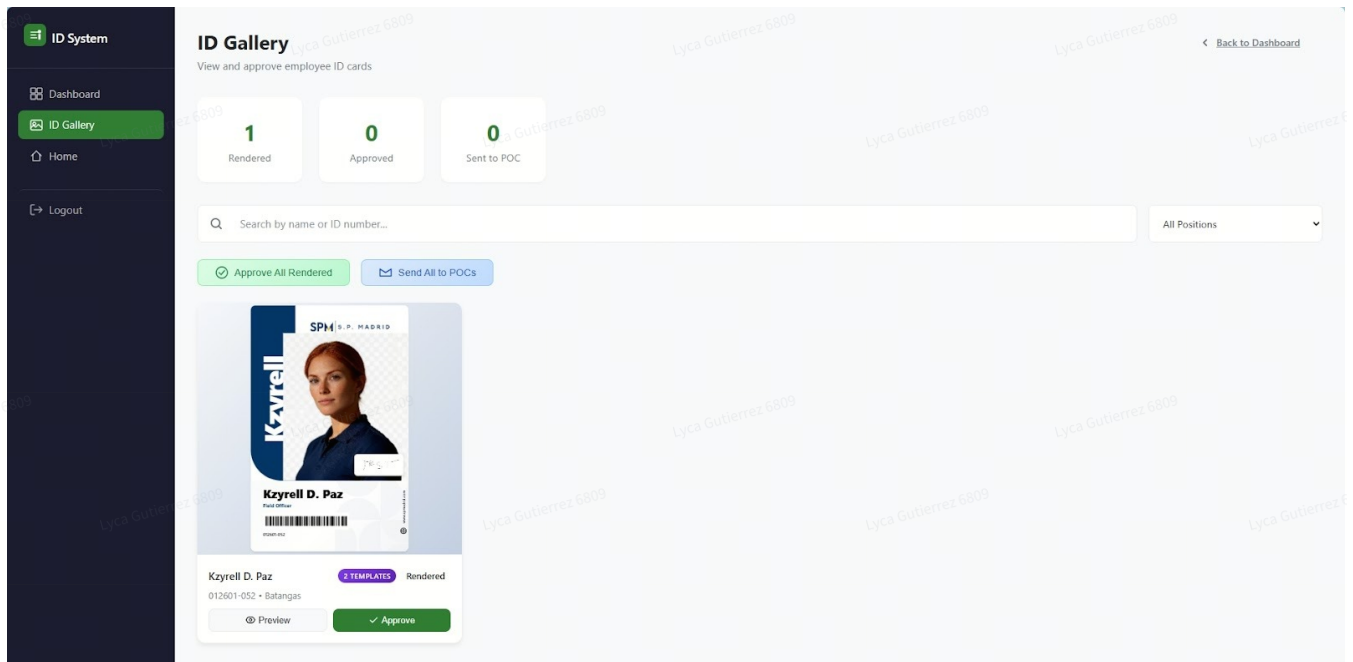 ID System
Dashboard
ID Gallery
Home
Logout
ID Gallery
View and approve employee ID cards
Back to Dashboard
1
Rendered
0
Approved
0
Sent to POC
Search by name or ID number...
All Positions
Approve All Rendered
Send All to POCs
SPM S.P. MADRID
Kzyrell
Kzyrell D. Paz
Field Officer
Kzyrell D. Paz
2 TEMPLATES
Rendered
012601-052 • Batangas
Preview
Approve
Lyca Gutierrez 6809